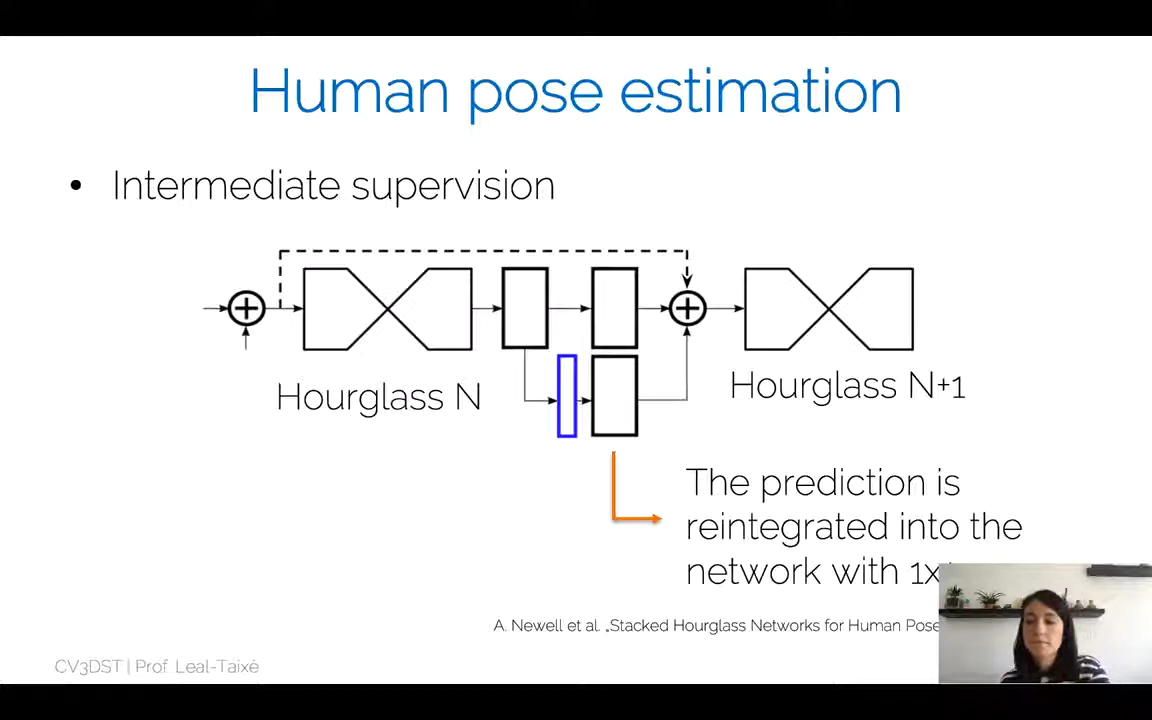 Human pose estimation
• Intermediate supervision
Hourglass N
Hourglass N+1
The prediction is
reintegrated into the
network with
A. Newell et al. „Stacked Hourglass Networks for Human Pose
CV3DST | Prof. Leal-Taixé